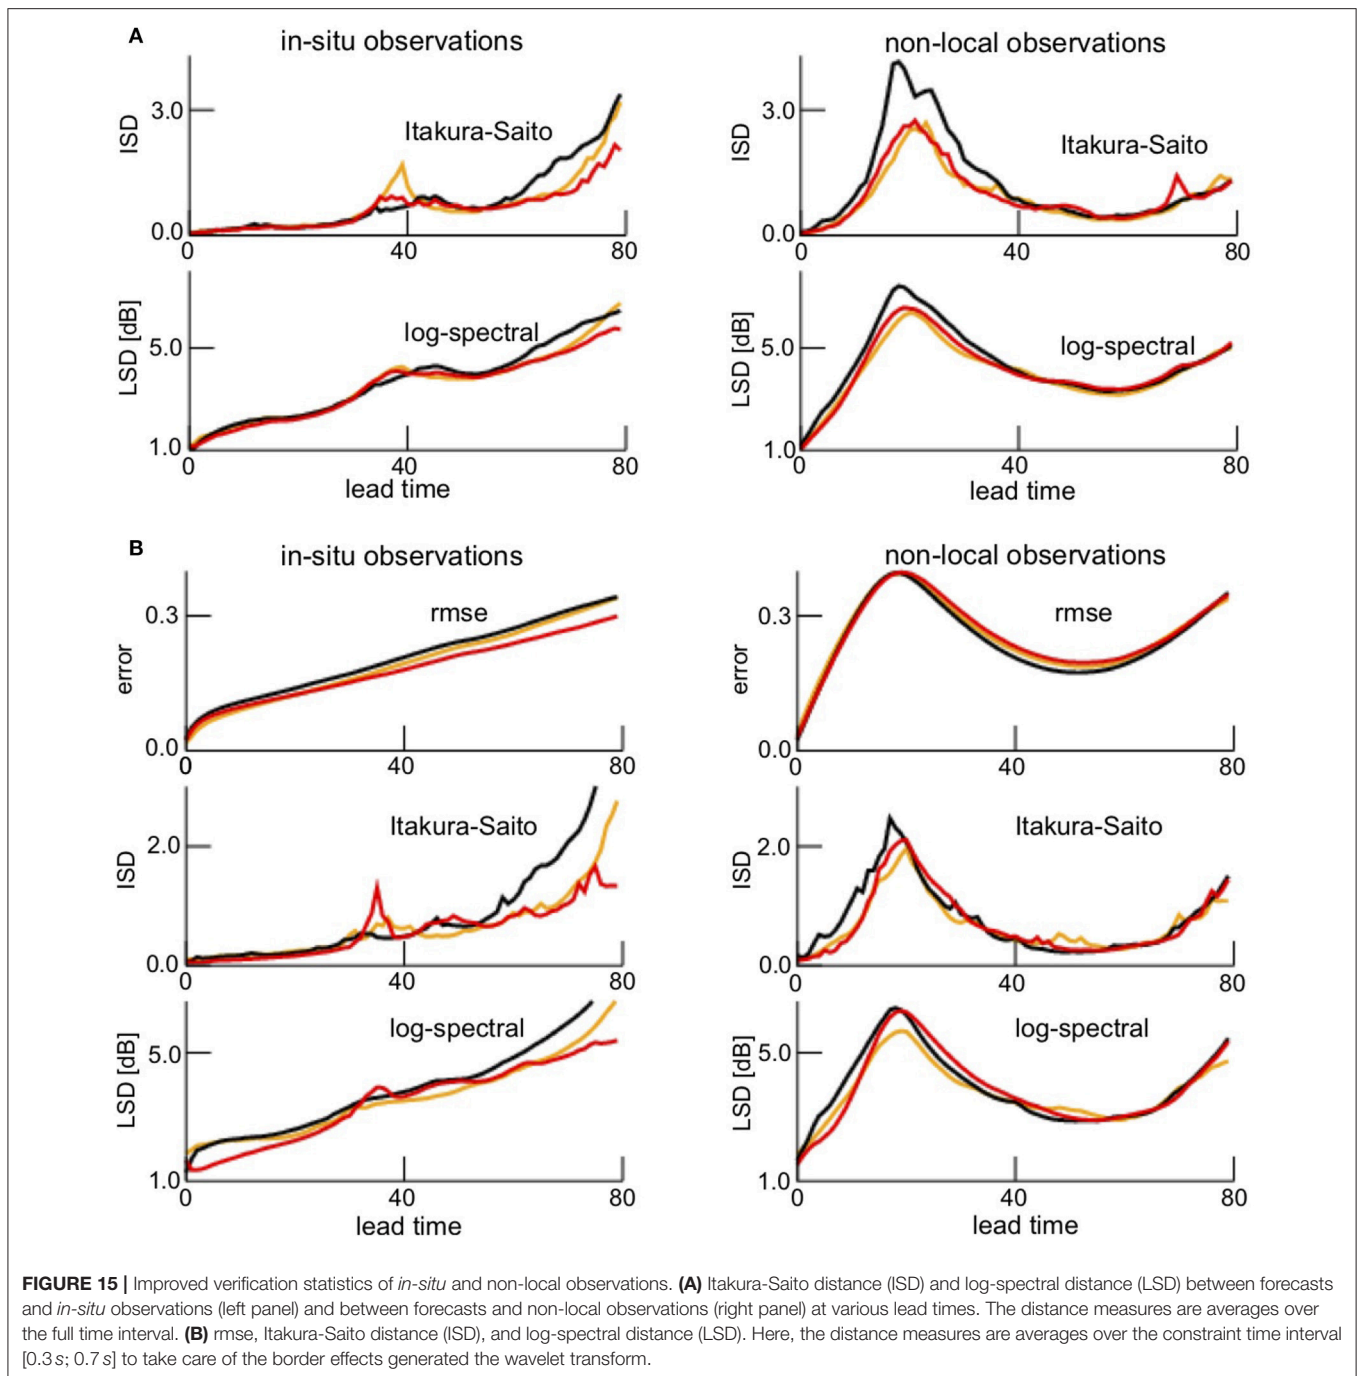 A
in-situ observations
non-local observations
ISD
3.0
0.0
Itakura-Saito
0
40
80
ISD
3.0
0.0
Itakura-Saito
0
40
80
LSD [dB]
5.0
1.0
log-spectral
0
40
80
lead time
LSD [dB]
5.0
1.0
log-spectral
0
40
80
lead time
B
in-situ observations
non-local observations
error
0.3
0.0
rmse
0
40
80
error
0.3
0.0
rmse
0
40
80
ISD
2.0
0.0
Itakura-Saito
0
40
80
ISD
2.0
0.0
Itakura-Saito
0
40
80
LSD [dB]
5.0
1.0
log-spectral
0
40
80
lead time
LSD [dB]
5.0
1.0
log-spectral
0
40
80
lead time
FIGURE 15 | Improved verification statistics of in-situ and non-local observations. (A) Itakura-Saito distance (ISD) and log-spectral distance (LSD) between forecasts
and in-situ observations (left panel) and between forecasts and non-local observations (right panel) at various lead times. The distance measures are averages over
the full time interval. (B) rmse, Itakura-Saito distance (ISD), and log-spectral distance (LSD). Here, the distance measures are averages over the constraint time interval
[0.3 s; 0.7 s] to take care of the border effects generated the wavelet transform.